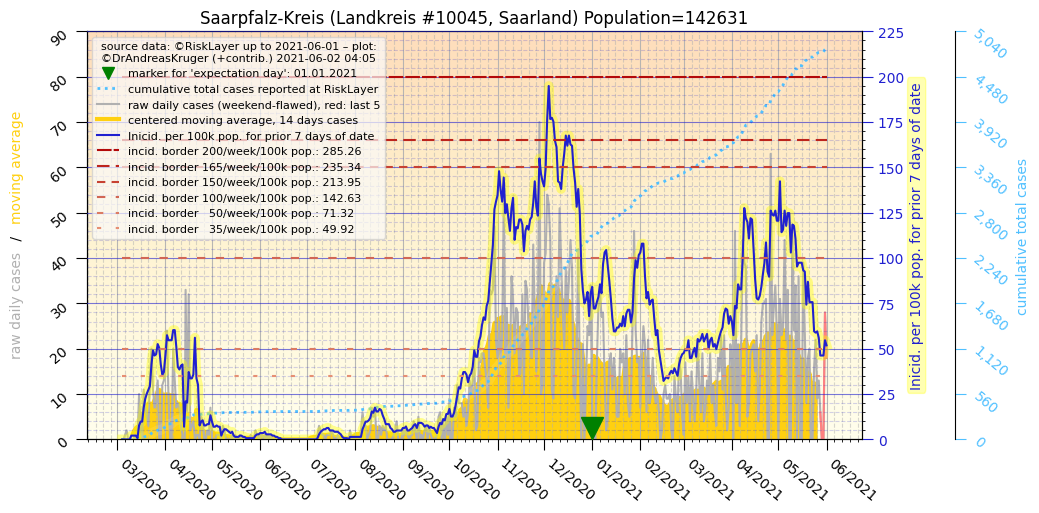 Saarpfalz-Kreis (Landkreis #10045, Saarland) Population=142631
source data: ©RiskLayer up to 2021-06-01 – plot:
©DrAndreasKruger (+contrib.) 2021-06-02 04:05
marker for 'expectation day': 01.01.2021
cumulative total cases reported at RiskLayer
raw daily cases (weekend-flawed), red: last 5
centered moving average, 14 days cases
Inicid. per 100k pop. for prior 7 days of date
incid. border 200/week/100k pop.: 285.26
incid. border 165/week/100k pop.: 235.34
incid. border 150/week/100k pop.: 213.95
incid. border 100/week/100k pop.: 142.63
incid. border 50/week/100k pop.: 71.32
incid. border 35/week/100k pop.: 49.92
raw daily cases / moving average
90
80
70
60
50
40
30
20
10
0
225
200
175
150
125
100
75
50
25
0
Inicid. per 100k pop. for prior 7 days of date
5,040
4,480
3,920
3,360
2,800
2,240
1,680
1,120
560
0
cumulative total cases
03/2020
04/2020
05/2020
06/2020
07/2020
08/2020
09/2020
10/2020
11/2020
12/2020
01/2021
02/2021
03/2021
04/2021
05/2021
06/2021